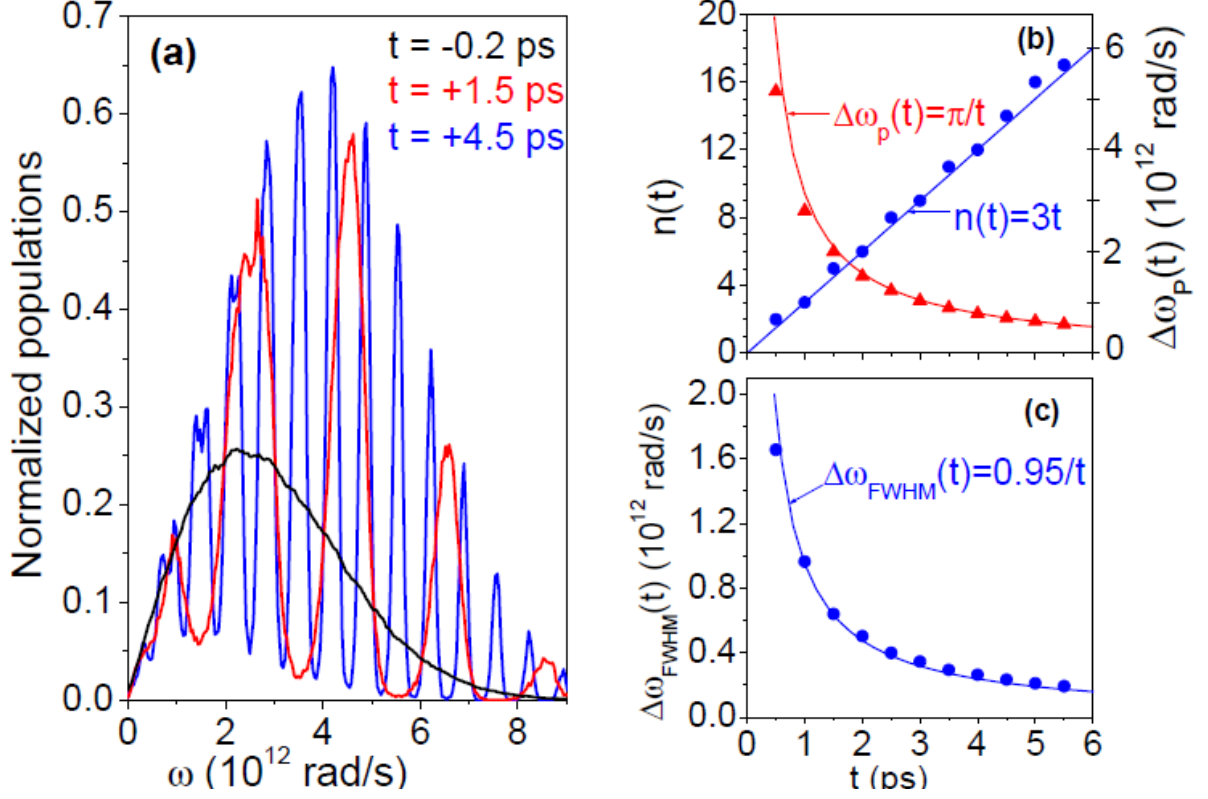 (a)
t = -0.2 ps
t = +1.5 ps
t = +4.5 ps
0.7
0.6
0.5
0.4
0.3
0.2
0.1
0.0
Normalized populations
0 2 4 6 8
ω (10¹² rad/s)
(b)
20
16
12
8
4
0
n(t)
Δωₚ(t)=π/t
n(t)=3t
6
4
2
0
Δω_P(t) (10¹² rad/s)
(c)
2.0
1.6
1.2
0.8
0.4
0.0
Δω_FWHM(t) (10¹² rad/s)
Δω_FWHM(t)=0.95/t
0 1 2 3 4 5 6
t (ps)